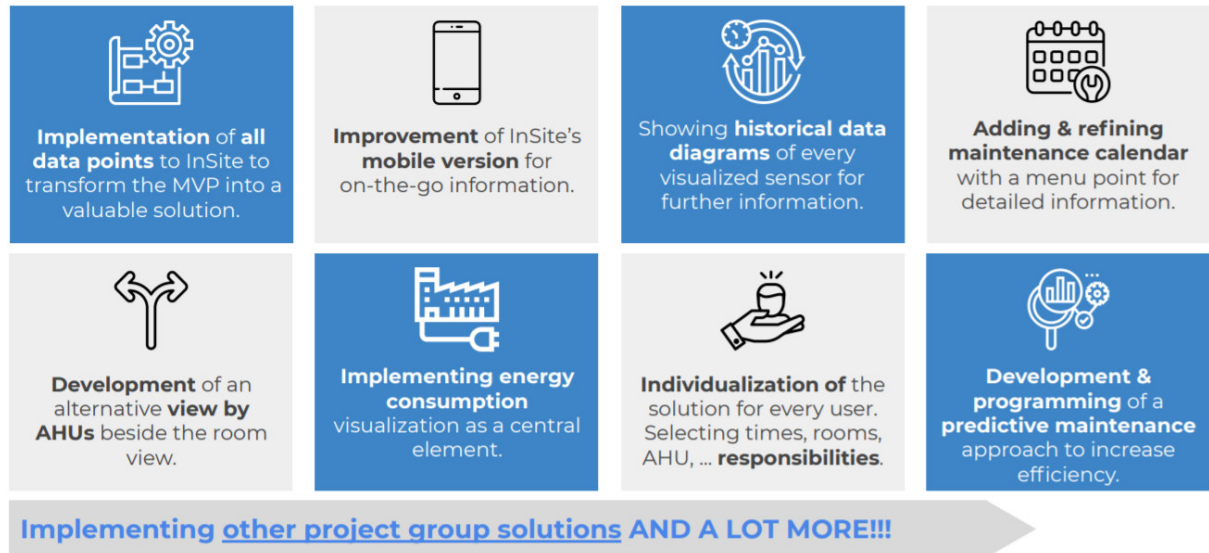 Implementation of all
data points to InSite to
transform the MVP into a
valuable solution.
Improvement of InSite's
mobile version for
on-the-go information.
Showing historical data
diagrams of every
visualized sensor for
further information.
Adding & refining
maintenance calendar
with a menu point for
detailed information.
Development of an
alternative view by
AHUs beside the room
view.
Implementing energy
consumption
visualization as a central
element.
Individualization of the
solution for every user.
Selecting times, rooms,
AHU, ... responsibilities.
Development &
programming of a
predictive maintenance
approach to increase
efficiency.
Implementing other project group solutions AND A LOT MORE!!!